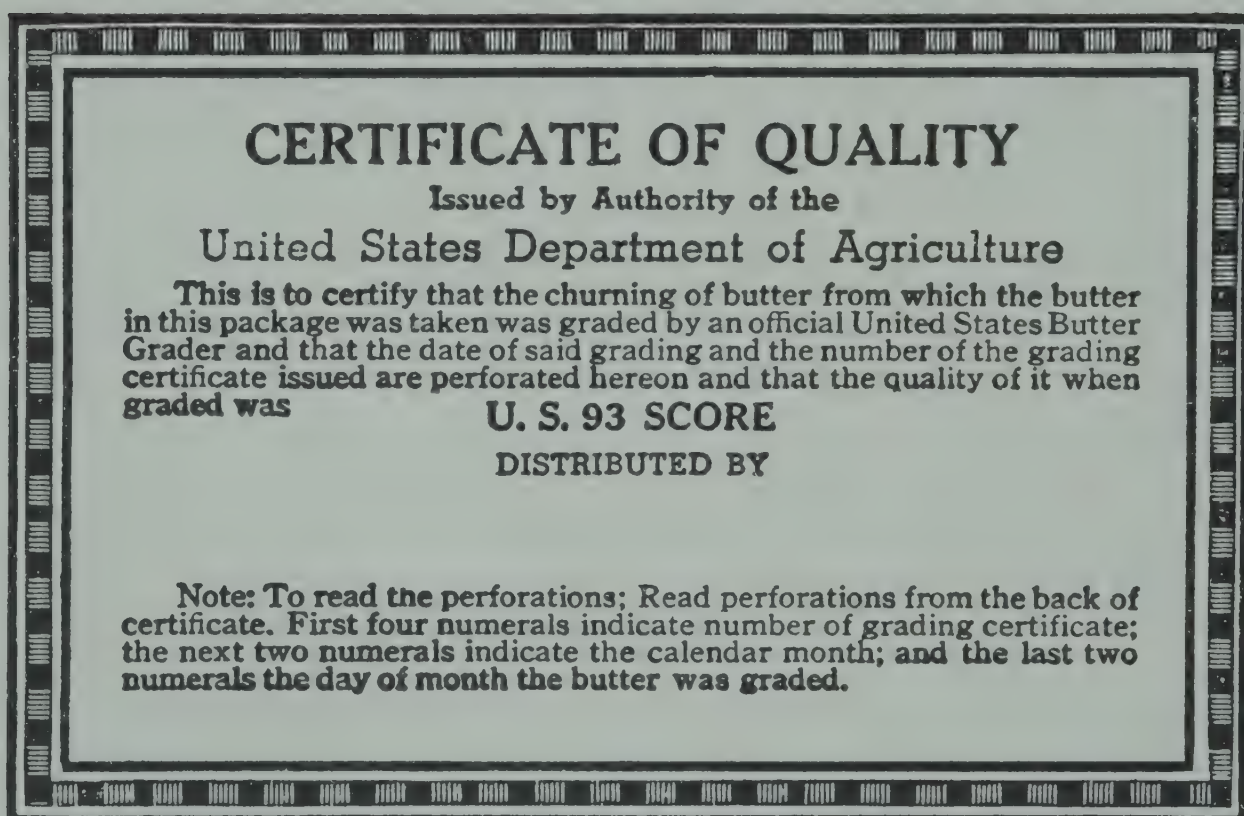 CERTIFICATE OF QUALITY
Issued by Authority of the
United States Department of Agriculture
This is to certify that the churning of butter from which the butter
in this package was taken was graded by an official United States Butter
Grader and that the date of said grading and the number of the grading
certificate issued are perforated hereon and that the quality of it when
graded was U. S. 93 SCORE
DISTRIBUTED BY
Note: To read the perforations; Read perforations from the back of
certificate. First four numerals indicate number of grading certificate;
the next two numerals indicate the calendar month; and the last two
numerals the day of month the butter was graded.